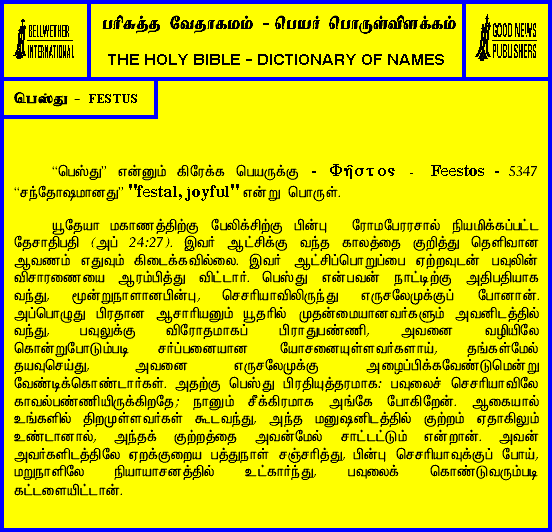 BELLWETHER
INTERNATIONAL
பரிசுத்த வேதாகமம் - பெயர் பொருள்விளக்கம்
THE HOLY BIBLE - DICTIONARY OF NAMES
GOOD NEWS
PUBLISHERS
பெஸ்து - FESTUS
“பெஸ்து” என்னும் கிரேக்க பெயருக்கு - Φῆστος - Feestos - 5347
“சந்தோஷமானது” "festal, joyful" என்று பொருள்.
யூதேயா மகாணத்திற்கு பேலிக்சிற்கு பின்பு ரோமபேரரசால் நியமிக்கப்பட்ட
தேசாதிபதி (அப் 24:27). இவர் ஆட்சிக்கு வந்த காலத்தை குறித்து தெளிவான
ஆவணம் எதுவும் கிடைக்கவில்லை. இவர் ஆட்சிப்பொறுப்பை ஏற்றவுடன் பவுலின்
விசாரணையை ஆரம்பித்து விட்டார். பெஸ்து என்பவன் நாட்டிற்கு அதிபதியாக
வந்து, மூன்றுநாளானபின்பு, செசரியாவிலிருந்து எருசலேமுக்குப் போனான்.
அப்பொழுது பிரதான ஆசாரியனும் யூதரில் முதன்மையானவர்களும் அவனிடத்தில்
வந்து, பவுலுக்கு விரோதமாகப் பிராதுபண்ணி, அவனை வழியிலே
கொன்றுபோடும்படி சர்ப்பனையான யோசனையுள்ளவர்களாய், தங்கள்மேல்
தயவுசெய்து, அவனை எருசலேமுக்கு அழைப்பிக்கவேண்டுமென்று
வேண்டிக்கொண்டார்கள். அதற்கு பெஸ்து பிரதியுத்தரமாக: பவுலைச் செசரியாவிலே
காவல்பண்ணியிருக்கிறதே; நானும் சீக்கிரமாக அங்கே போகிறேன். ஆகையால்
உங்களில் திறமுள்ளவர்கள் கூடவந்து, அந்த மனுஷனிடத்தில் குற்றம் ஏதாகிலும்
உண்டானால், அந்தக் குற்றத்தை அவன்மேல் சாட்டட்டும் என்றான். அவன்
அவர்களிடத்திலே ஏறக்குறைய பத்துநாள் சஞ்சரித்து, பின்பு செசரியாவுக்குப் போய்,
மறுநாளிலே நியாயாசனத்தில் உட்கார்ந்து, பவுலைக் கொண்டுவரும்படி
கட்டளையிட்டான்.